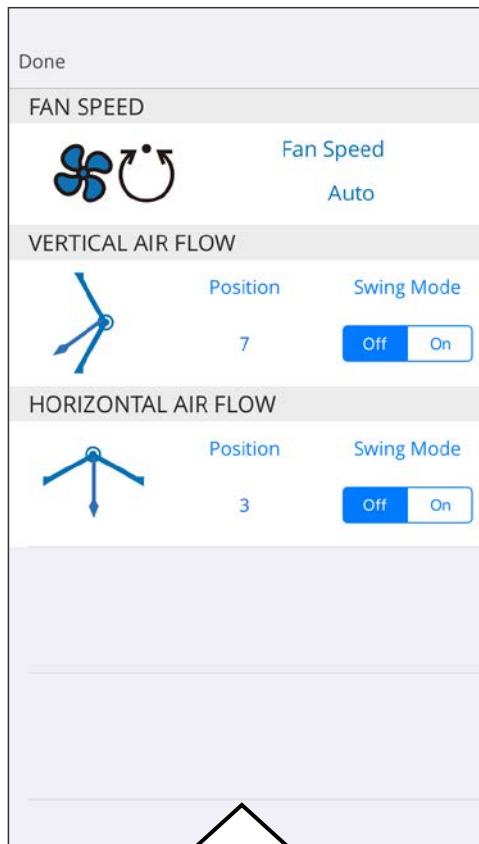 Done
FAN SPEED
Fan Speed
Auto
VERTICAL AIR FLOW
Position Swing Mode
7 Off On
HORIZONTAL AIR FLOW
Position Swing Mode
3 Off On